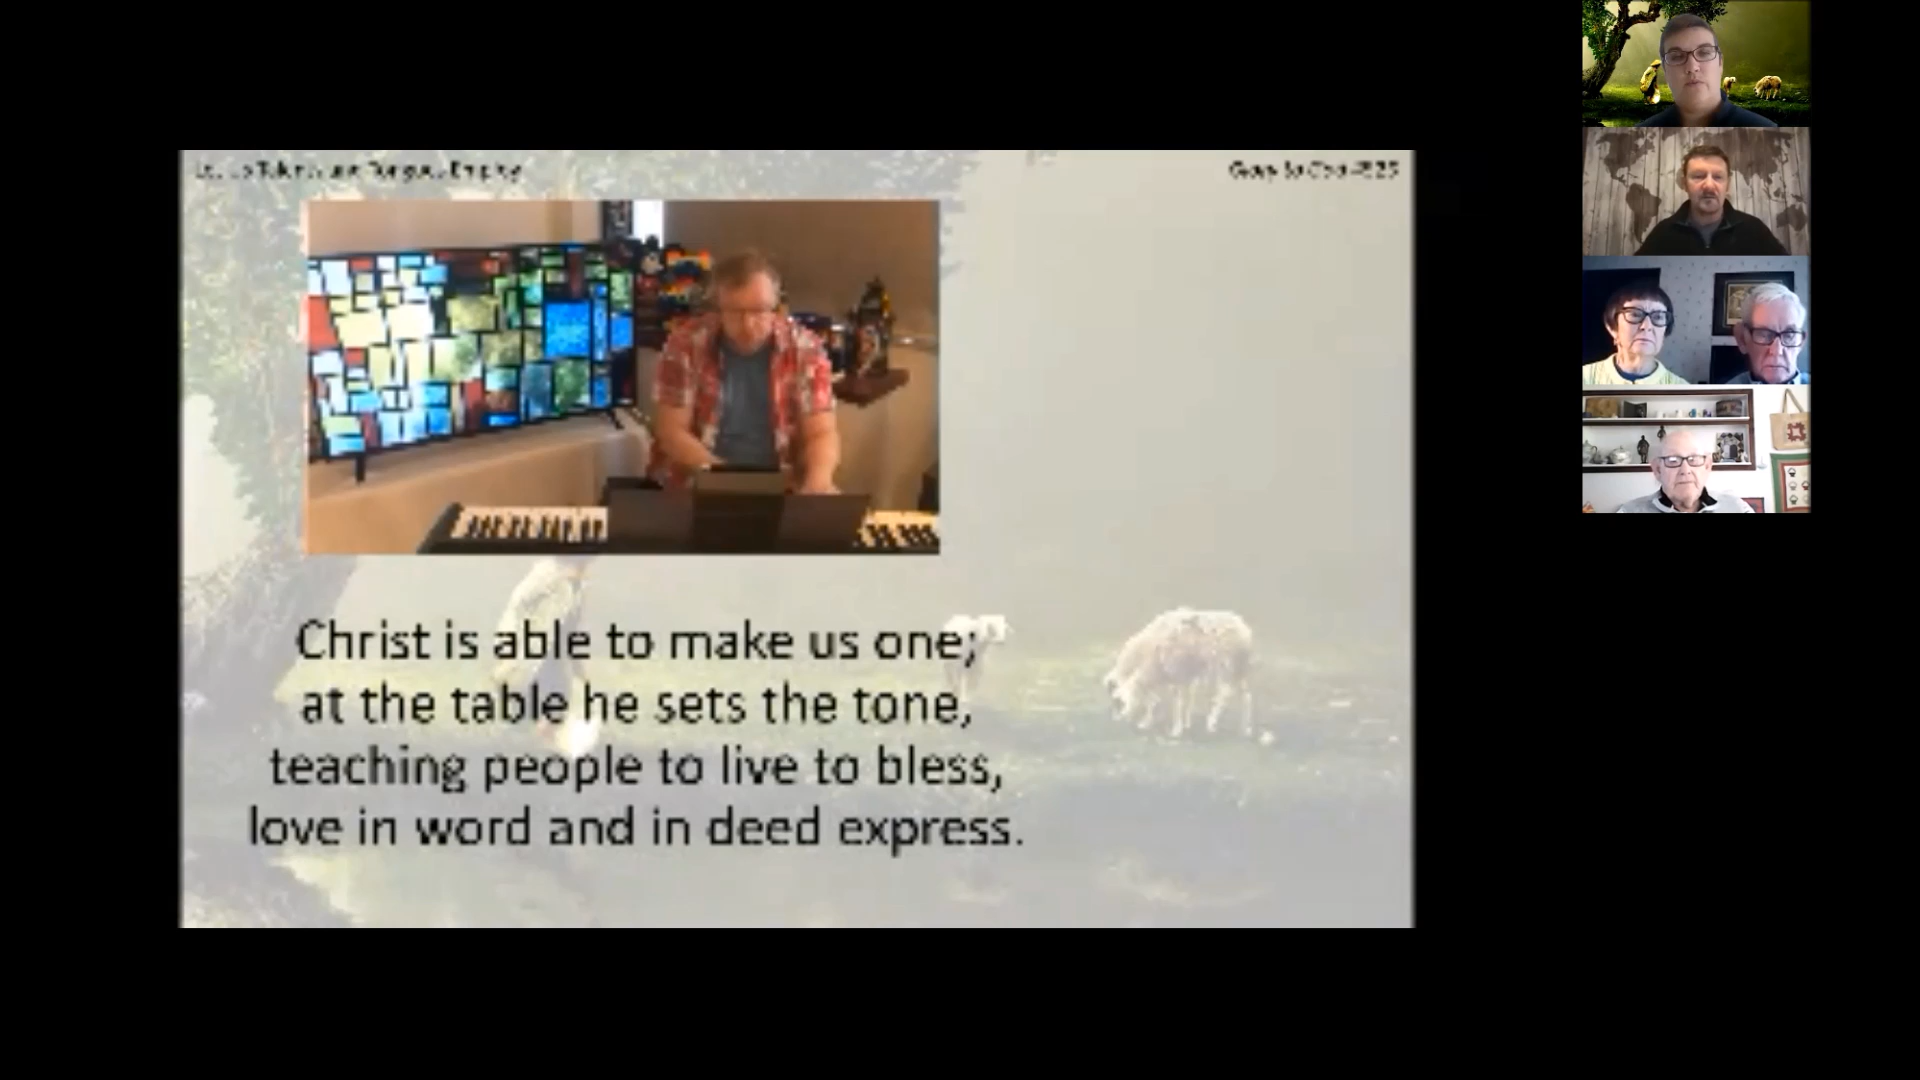 Christ is able to make us one;
at the table he sets the tone,
teaching people to live to bless,
love in word and in deed express.